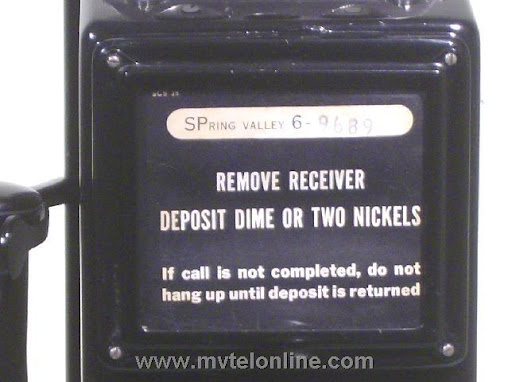 SPRING VALLEY 6-9689
REMOVE RECEIVER
DEPOSIT DIME OR TWO NICKELS
If call is not completed, do not
hang up until deposit is returned
www.mvtelonline.com